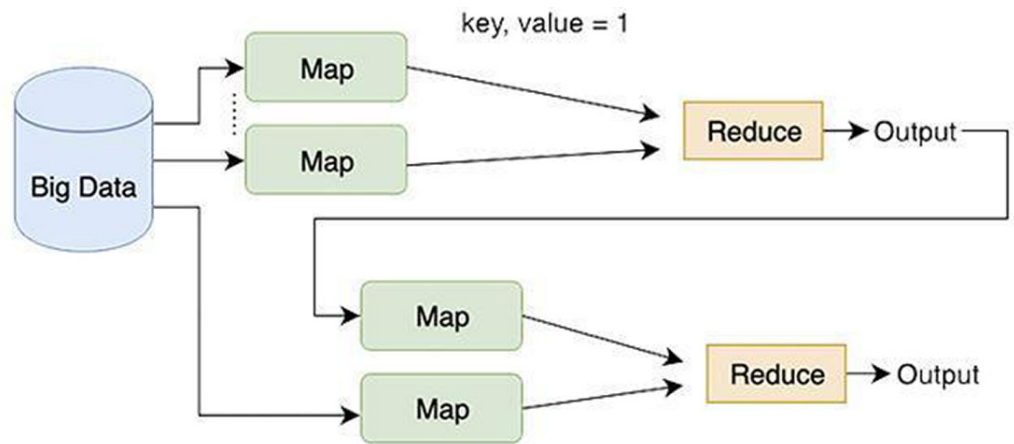 key, value = 1
Map
Map
Reduce
Output
Big Data
Map
Map
Reduce
Output